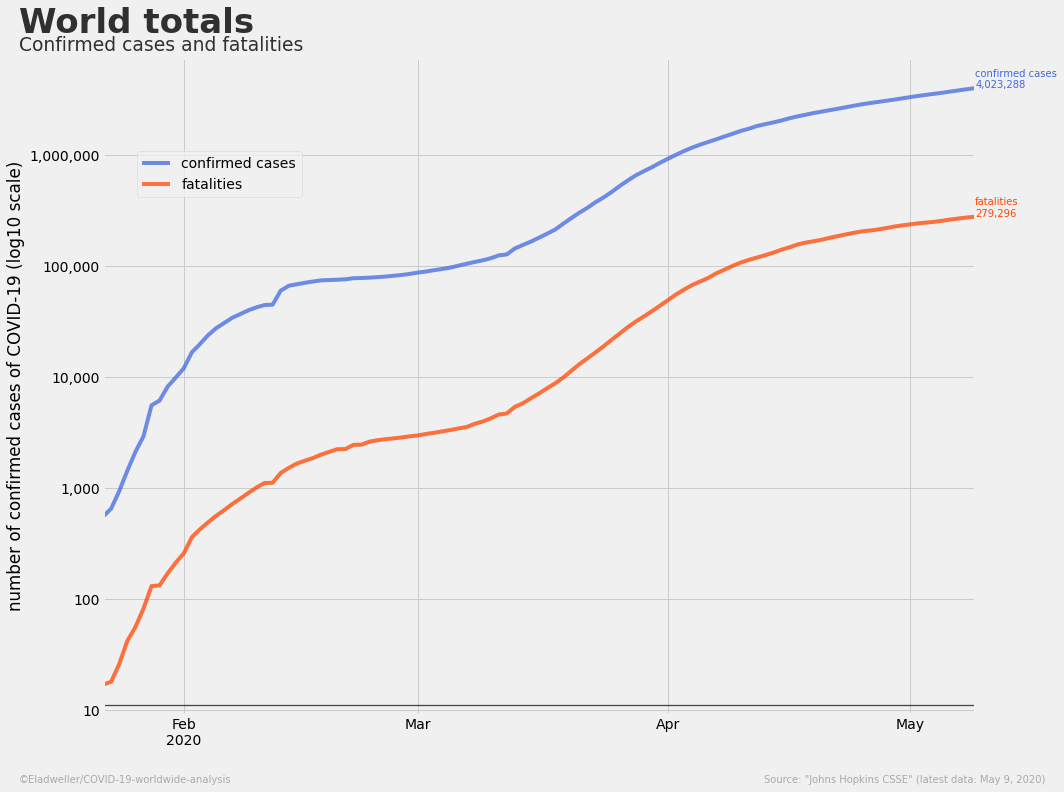 World totals
Confirmed cases and fatalities
confirmed cases
4,023,288
1,000,000
confirmed cases
fatalities
fatalities
279,296
100,000
10,000
1,000
100
10
number of confirmed cases of COVID-19 (log10 scale)
Feb
2020
Mar
Apr
May
©Eladweller/COVID-19-worldwide-analysis
Source: "Johns Hopkins CSSE" (latest data: May 9, 2020)